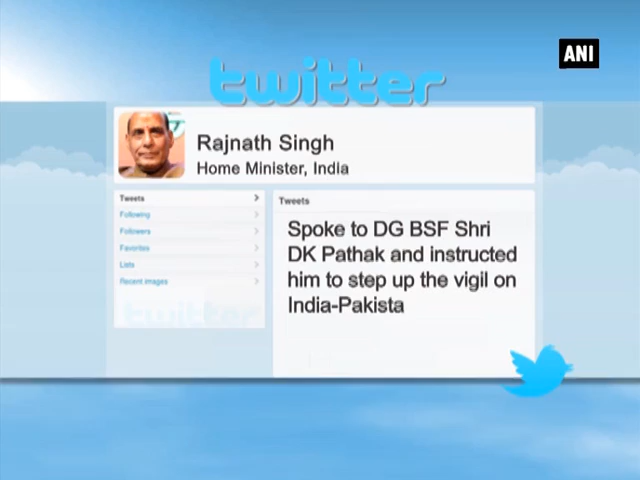 ANI
twitter
Rajnath Singh
Home Minister, India
Tweets
Following
Followers
Favorites
Lists
Recent images
twitter
Tweets
Spoke to DG BSF Shri
DK Pathak and instructed
him to step up the vigil on
India-Pakista